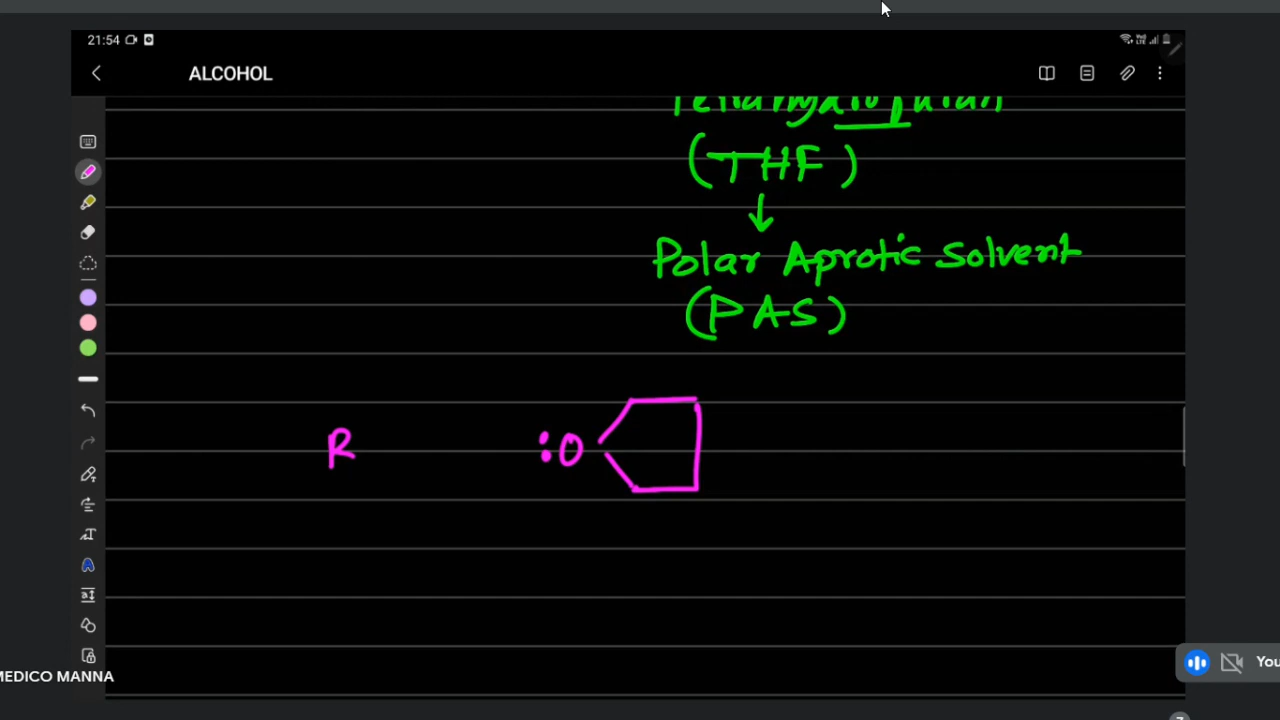 21:54
ALCOHOL
(THF)
↓
Polar Aprotic Solvent
(PAS)
R :O
MEDICO MANNA
You